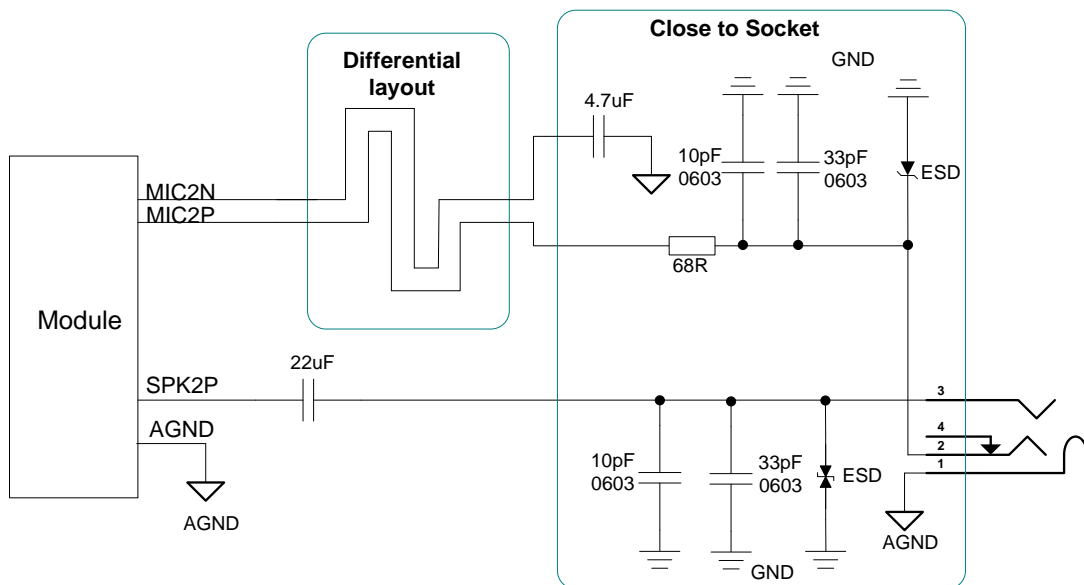 Close to Socket
Differential
layout
GND
4.7uF
10pF
0603
33pF
0603
ESD
MIC2N
MIC2P
68R
Module
22uF
SPK2P
AGND
AGND
3
4
2
1
10pF
0603
33pF
0603
ESD
AGND
GND